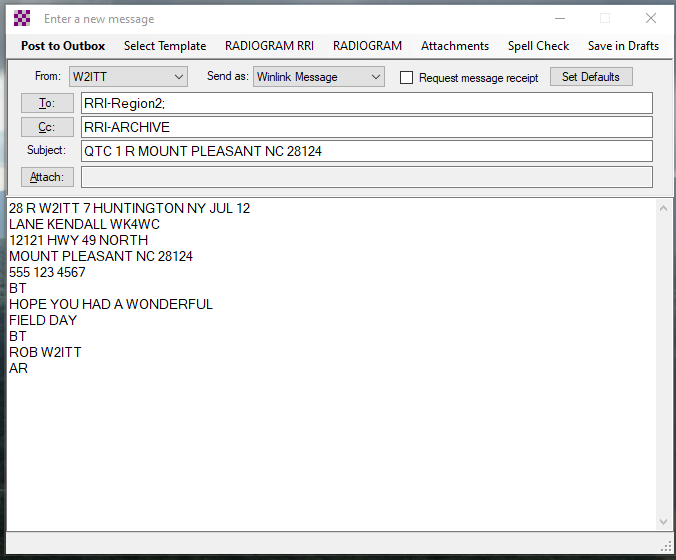 Enter a new message
Post to Outbox Select Template RADIOGRAM RRI RADIOGRAM Attachments Spell Check Save in Drafts
From: W2ITT Send as: Winlink Message Request message receipt Set Defaults
To: RRI-Region2;
Cc: RRI-ARCHIVE
Subject: QTC 1 R MOUNT PLEASANT NC 28124
Attach:
28 R W2ITT 7 HUNTINGTON NY JUL 12
LANE KENDALL WK4WC
12121 HWY 49 NORTH
MOUNT PLEASANT NC 28124
555 123 4567
BT
HOPE YOU HAD A WONDERFUL
FIELD DAY
BT
ROB W2ITT
AR